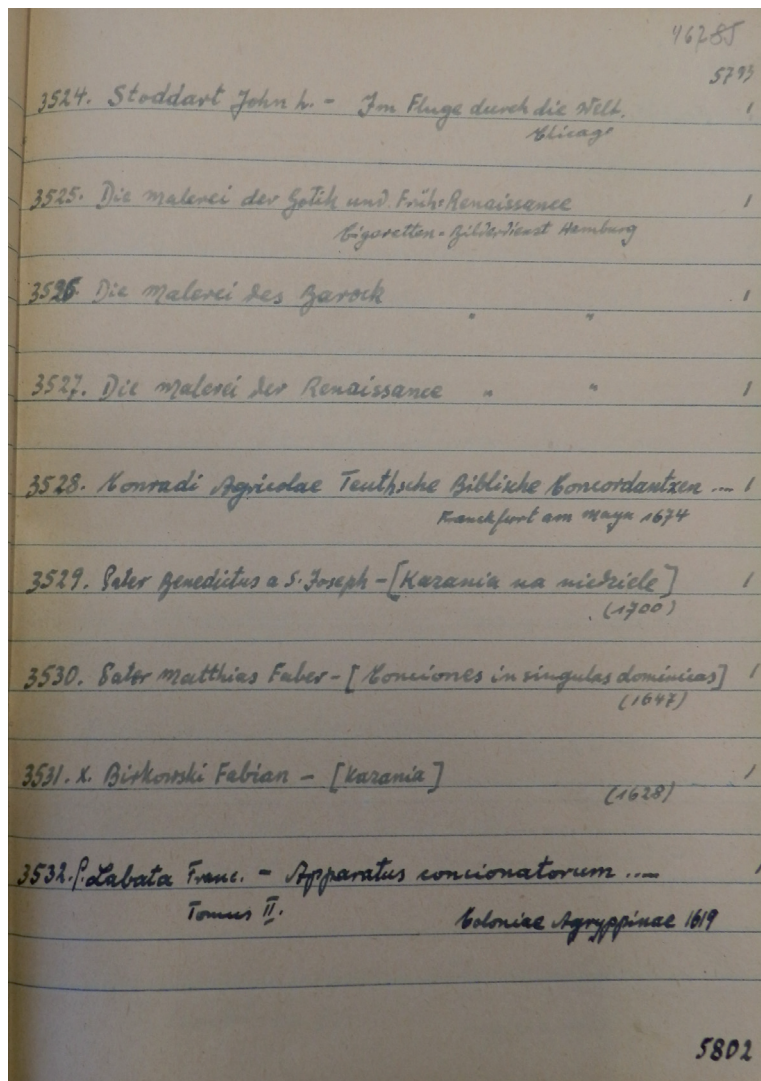 46285
5793
3524. Stoddart John L. - Im Fluge durch die Welt. 1
Chicago
3525. Die Malerei der Gotik und Früh-Renaissance 1
Cigaretten-Bilderdienst Hamburg
3526. Die Malerei des Barock " " 1
3527. Die Malerei der Renaissance " " 1
3528. Konradi Agricolae Teuthsche Biblische Concordantzen .... 1
Franckfurt am Mayn 1674
3529. Pater Benedictus a S. Joseph - [Kazania na niedziele] 1
(1700)
3530. Pater Matthias Faber - [Conciones in singulas dominicas] 1
(1647)
3531. X. Birkowski Fabian - [Kazania] 1
(1628)
3532. P. Labata Franc. - Apparatus concionatorum ..... 1
Tomus II. Coloniae Agryppinae 1619
5802